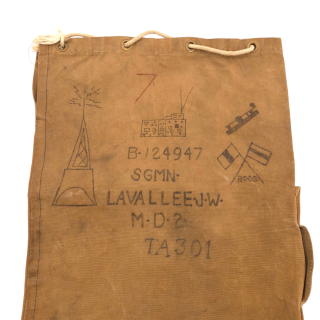 7
B-124947
SGMN.
LAVALLEE-J-W-
M-D-2-
TA301